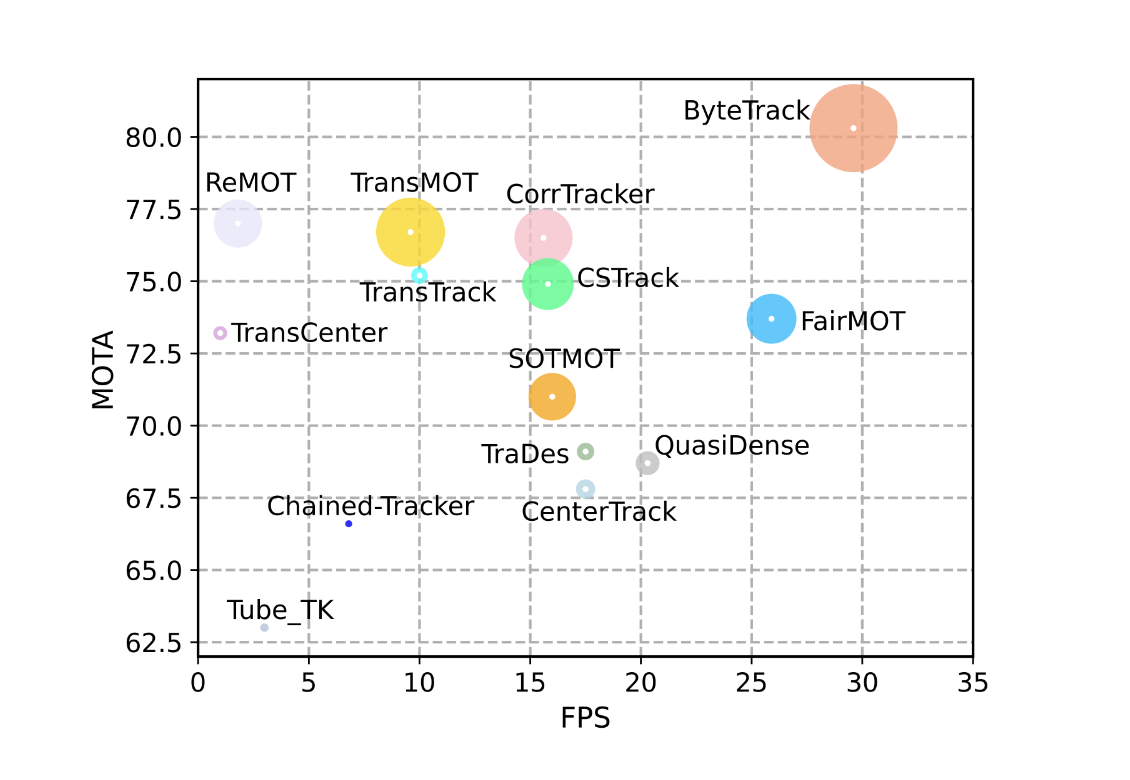 ByteTrack
80.0
ReMOT
TransMOT
CorrTracker
77.5
CSTrack
75.0
TransTrack
FairMOT
TransCenter
72.5
SOTMOT
MOTA
70.0
TraDes
QuasiDense
67.5
Chained-Tracker
CenterTrack
65.0
Tube_TK
62.5
0 5 10 15 20 25 30 35
FPS